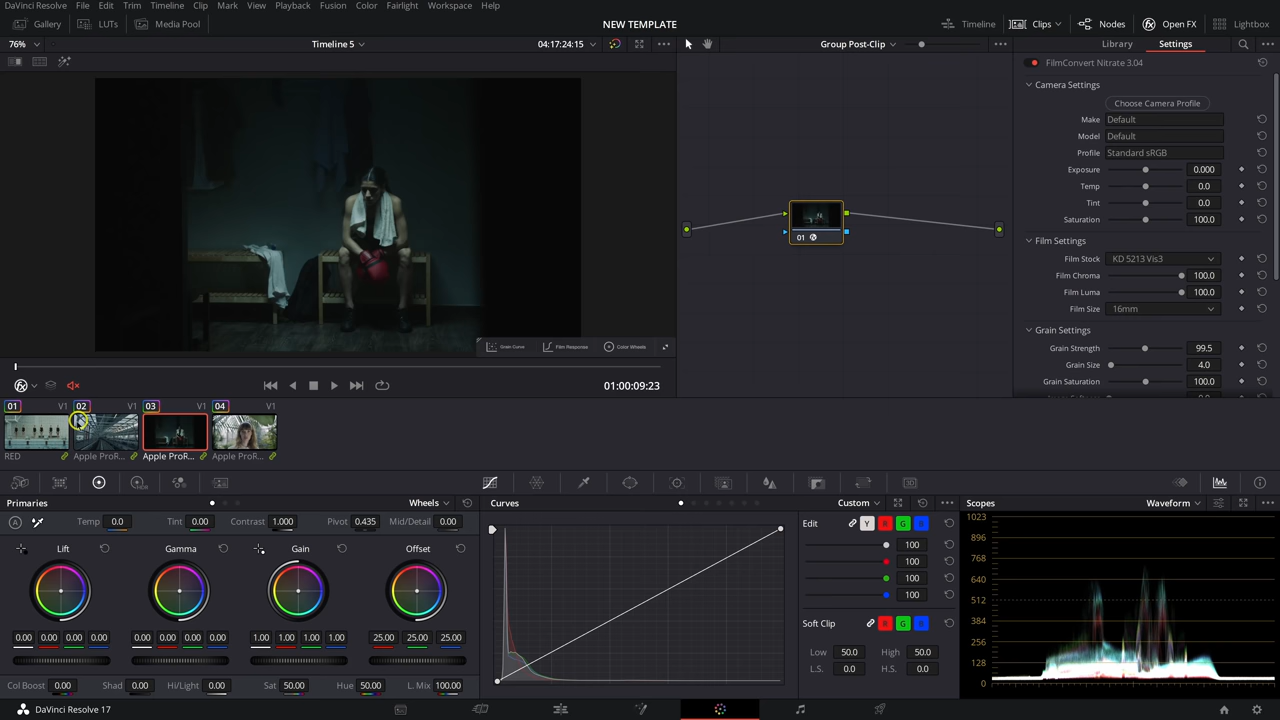 DaVinci Resolve File Edit Trim Timeline Clip Mark View Playback Fusion Color Fairlight Workspace Help
Gallery LUTs Media Pool NEW TEMPLATE Timeline Clips Nodes Open FX Lightbox
76% Timeline 5 04:17:24:15 Group Post-Clip Library Settings
FilmConvert Nitrate 3.04
Camera Settings
Choose Camera Profile
Make Default
Model Default
Profile Standard sRGB
Exposure 0.000
Temp 0.0
Tint 0.0
Saturation 100.0
01
Film Settings
Film Stock KD 5213 Vis3
Film Chroma 100.0
Film Luma 100.0
Film Size 16mm
Grain Settings
Grain Strength 99.5
Grain Size 4.0
Grain Saturation 100.0
Grain Curve Film Response Color Wheels
01:00:09:23
01 V1 02 V1 03 V1 04 V1
RED Apple ProR... Apple ProR... Apple ProR...
Primaries Wheels Curves Custom Scopes Waveform
A Temp 0.0 Tint 0.00 Contrast 1.000 Pivot 0.435 Mid/Detail 0.00
Lift Gamma Gain Offset
0.00 0.00 0.00 0.00 0.00 0.00 0.00 0.00 1.00 1.00 1.00 1.00 25.00 25.00 25.00
Col Boost 0.00 Shad 0.00 Hi/Light 0.00 Sat 50.00 Hue 50.00 L. Mix 100.00
Edit Y R G B
100
100
100
100
Soft Clip R G B
Low 50.0 High 50.0
L.S. 0.0 H.S. 0.0
1023
896
768
640
512
384
256
128
0
DaVinci Resolve 17